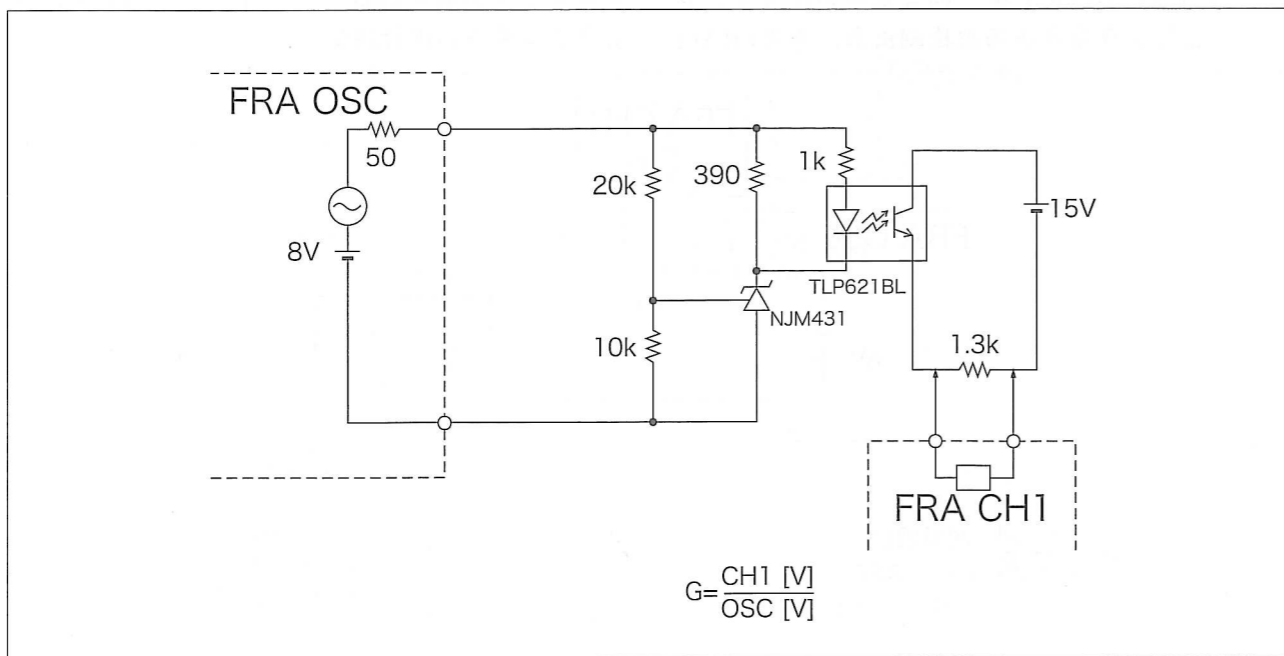 FRA OSC
50
8V
20k
390
1k
10k
TLP621BL
NJM431
15V
1.3k
FRA CH1
G=CH1 [V]
OSC [V]